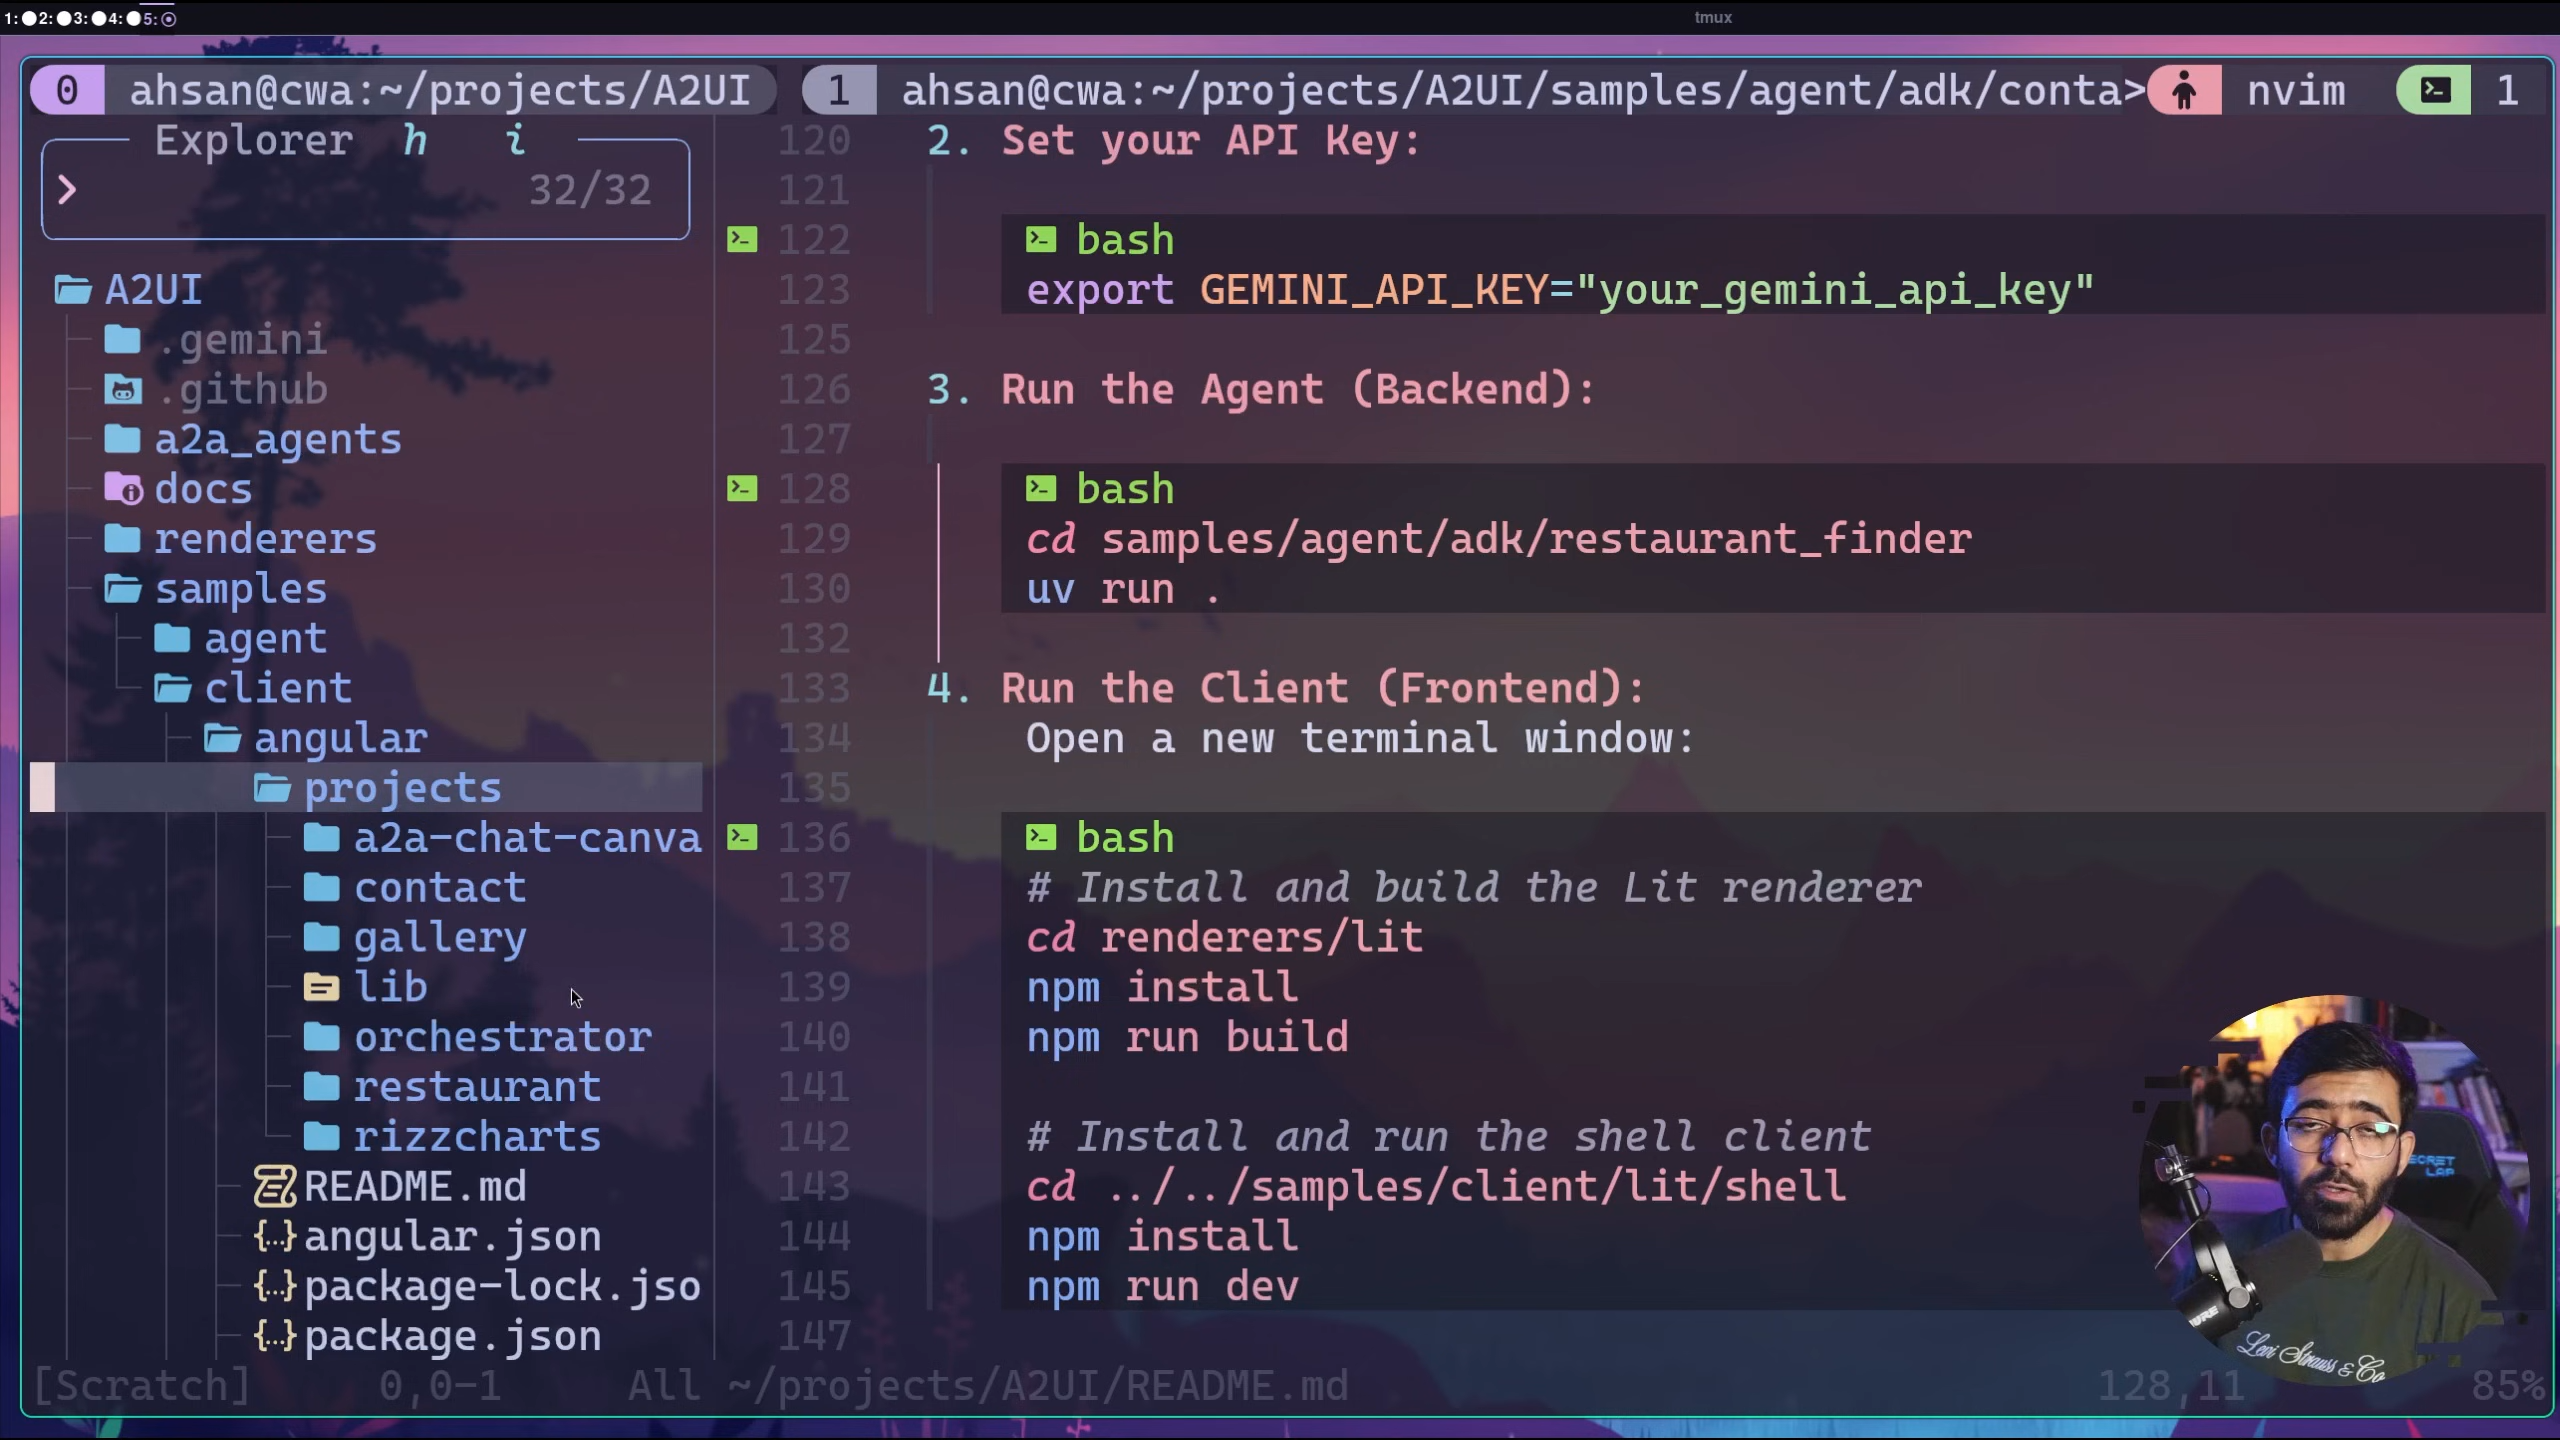 1: 2: 3: 4: 5:
tmux
0 ahsan@cwa:~/projects/A2UI 1 ahsan@cwa:~/projects/A2UI/samples/agent/adk/conta> nvim 1
Explorer h i
32/32
A2UI
.gemini
.github
a2a_agents
docs
renderers
samples
agent
client
angular
projects
a2a-chat-canva
contact
gallery
lib
orchestrator
restaurant
rizzcharts
README.md
angular.json
package-lock.jso
package.json
120 2. Set your API Key:
121
122 bash
123 export GEMINI_API_KEY="your_gemini_api_key"
125
126 3. Run the Agent (Backend):
127
128 bash
129 cd samples/agent/adk/restaurant_finder
130 uv run .
132
133 4. Run the Client (Frontend):
134 Open a new terminal window:
135
136 bash
137 # Install and build the Lit renderer
138 cd renderers/lit
139 npm install
140 npm run build
141
142 # Install and run the shell client
143 cd ../../samples/client/lit/shell
144 npm install
145 npm run dev
147
[Scratch] 0,0-1 All ~/projects/A2UI/README.md 128,11 85%
SECRET
LAB
Levi Strauss & Co